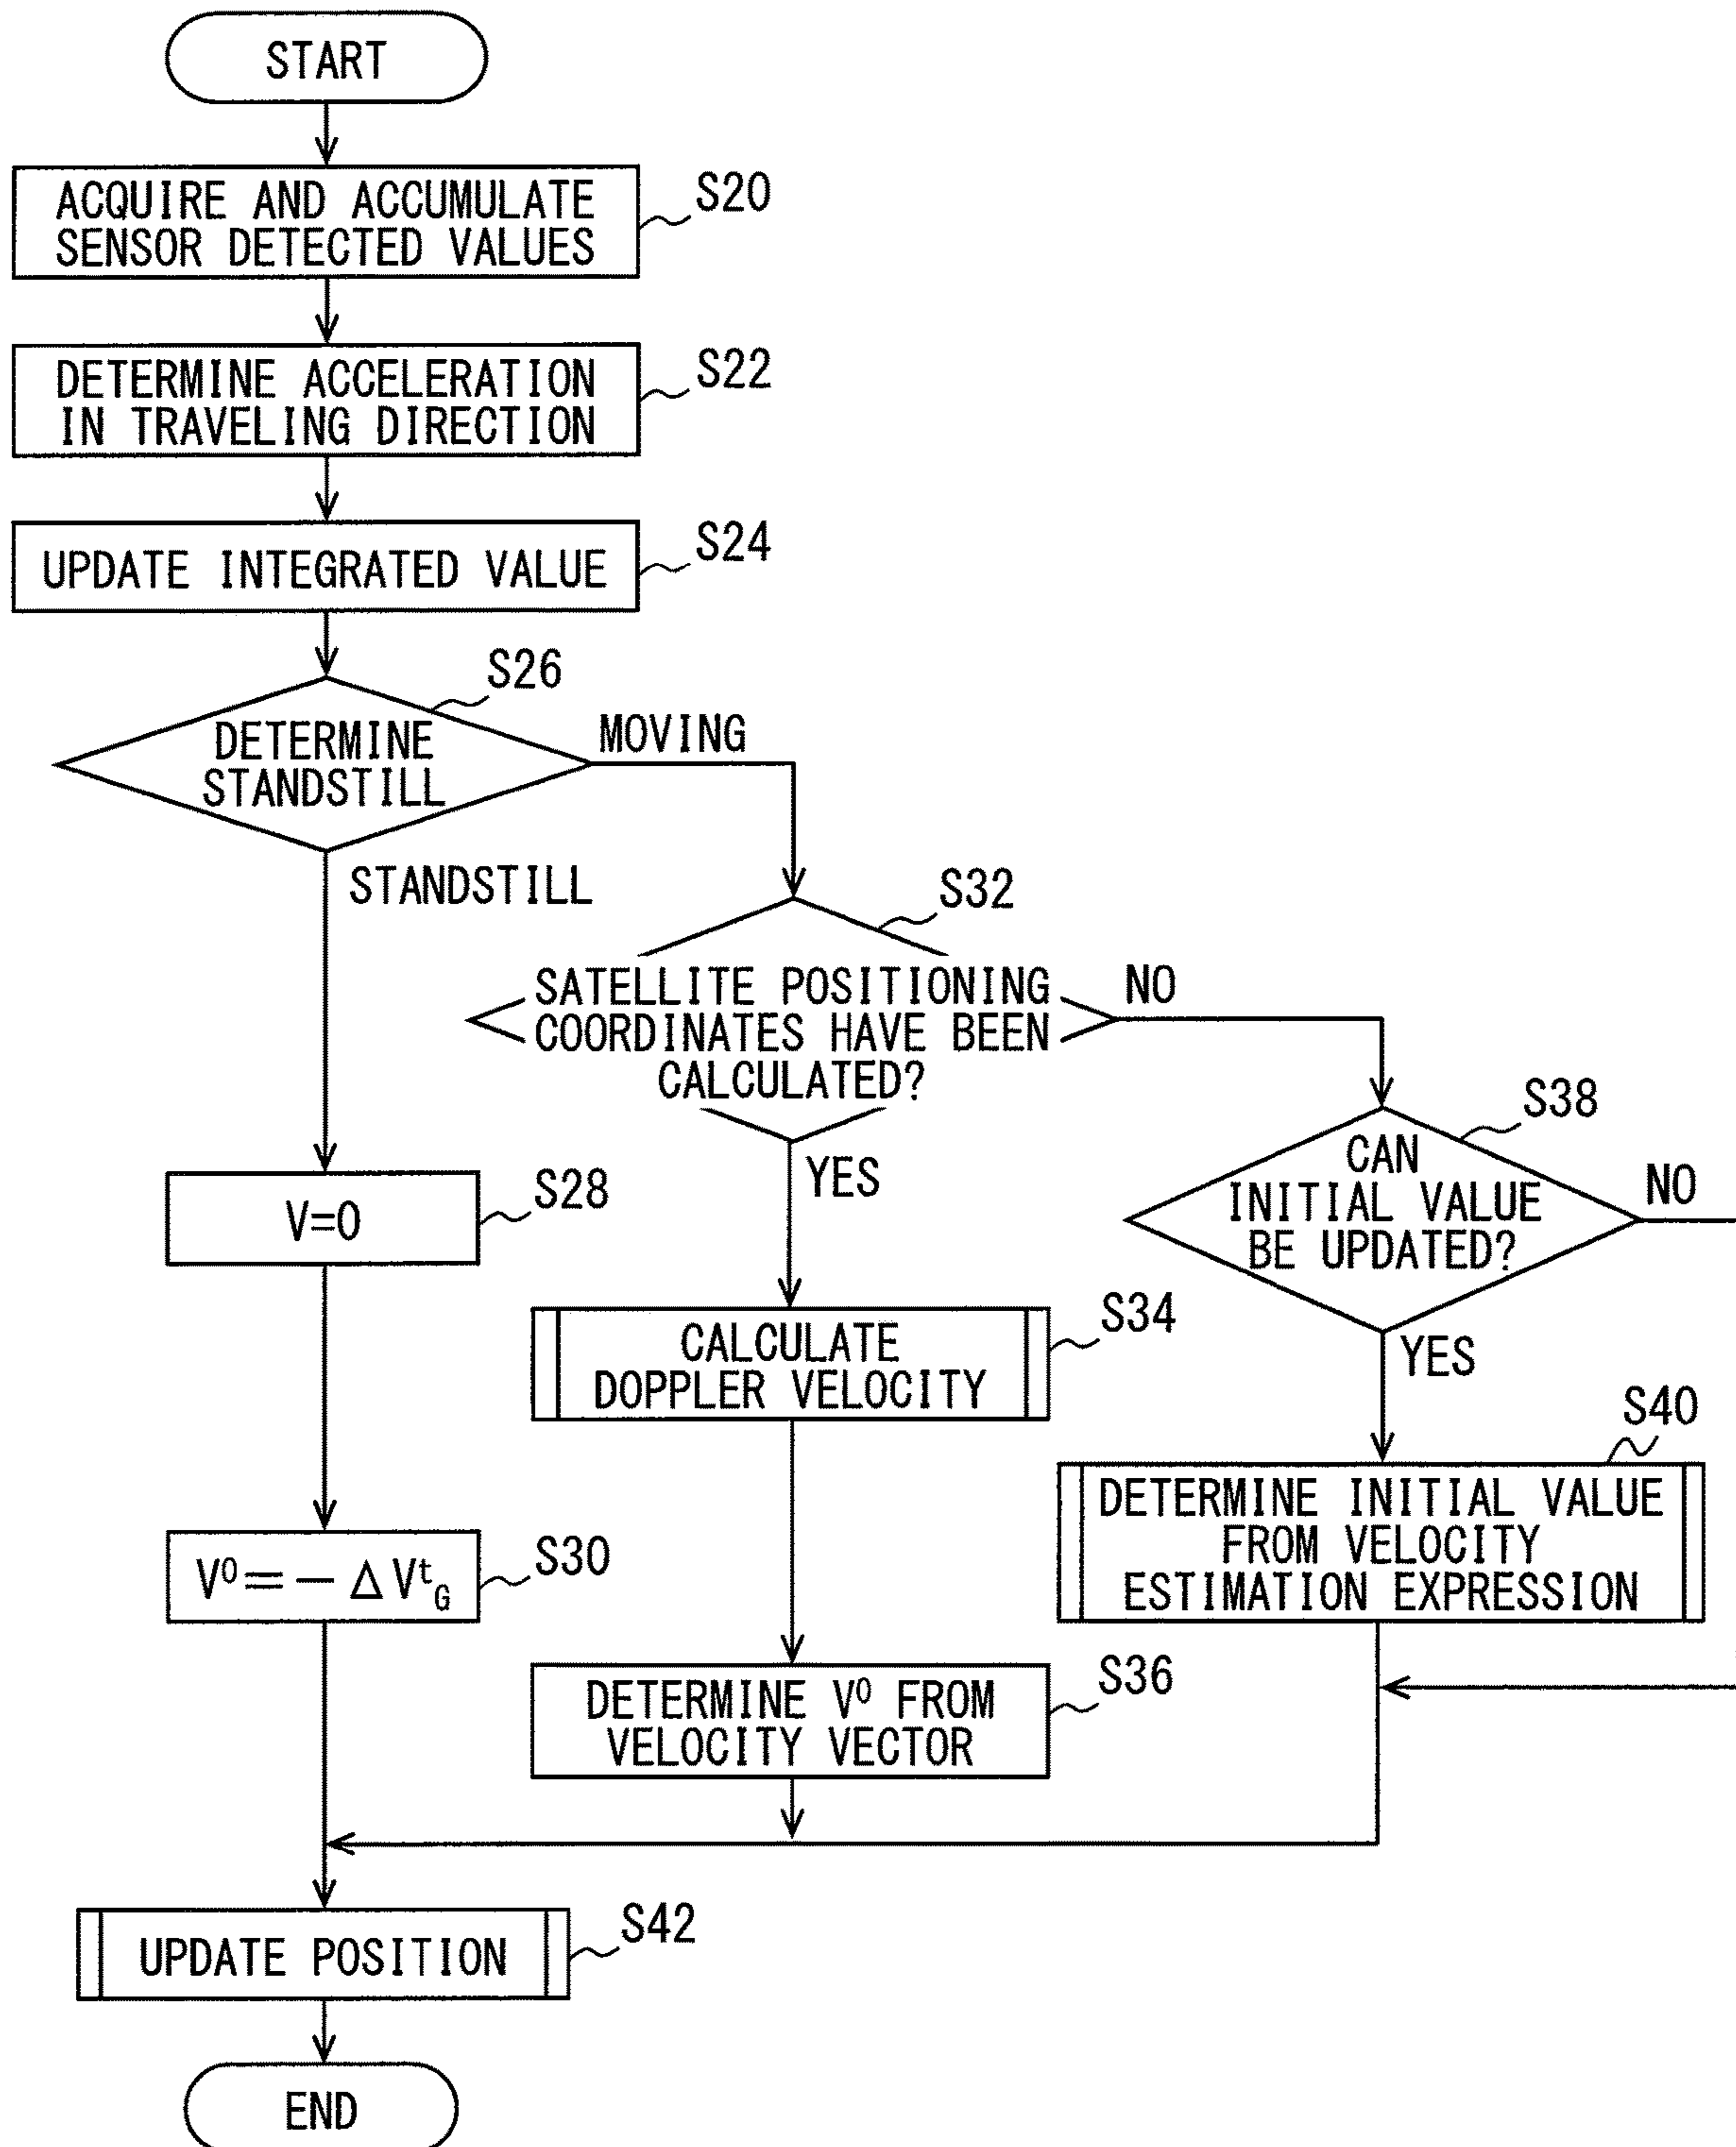 START
ACQUIRE AND ACCUMULATE
SENSOR DETECTED VALUES
S20
DETERMINE ACCELERATION
IN TRAVELING DIRECTION
S22
UPDATE INTEGRATED VALUE
S24
S26
DETERMINE
STANDSTILL
MOVING
STANDSTILL
S32
SATELLITE POSITIONING
COORDINATES HAVE BEEN
CALCULATED?
NO
YES
S38
CAN
INITIAL VALUE
BE UPDATED?
NO
YES
V=0
S28
CALCULATE
DOPPLER VELOCITY
S34
S40
DETERMINE INITIAL VALUE
FROM VELOCITY
ESTIMATION EXPRESSION
V⁰=-ΔVᵗ_G
S30
DETERMINE V⁰ FROM
VELOCITY VECTOR
S36
UPDATE POSITION
S42
END